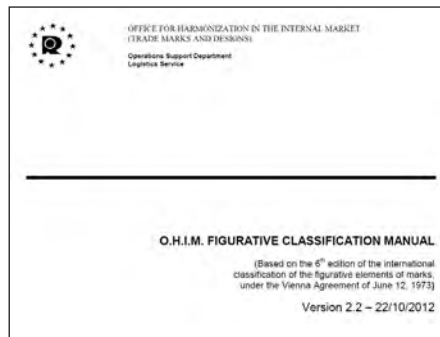 OFFICE FOR HARMONIZATION IN THE INTERNAL MARKET
(TRADE MARKS AND DESIGNS)
Operations Support Department
Logistics Service
O.H.I.M. FIGURATIVE CLASSIFICATION MANUAL
(Based on the 6th edition of the international
classification of the figurative elements of marks,
under the Vienna Agreement of June 12, 1973)
Version 2.2 – 22/10/2012